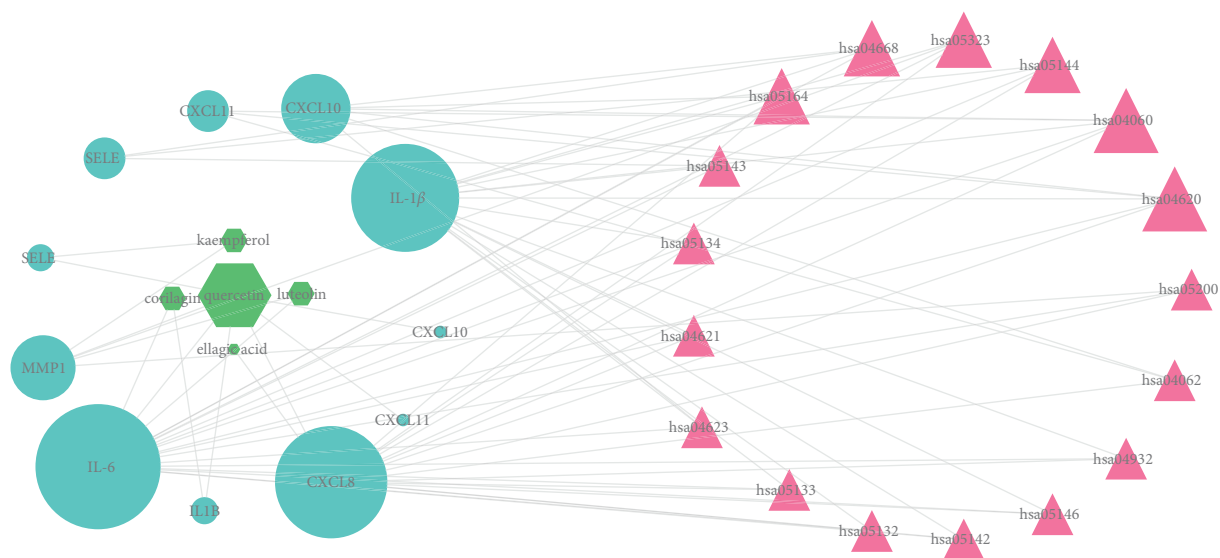 hsa05323
hsa04668
hsa05144
hsa05164
CXCL11
CXCL10
hsa04060
SELE
hsa05143
IL-1β
hsa04620
kaempferol
hsa05134
SELE
corilagin
quercetin
luteolin
hsa05200
CXCL10
hsa04621
ellagic acid
MMP1
hsa04062
CXCL11
hsa04623
IL-6
hsa04932
CXCL8
hsa05133
IL1B
hsa05146
hsa05132
hsa05142